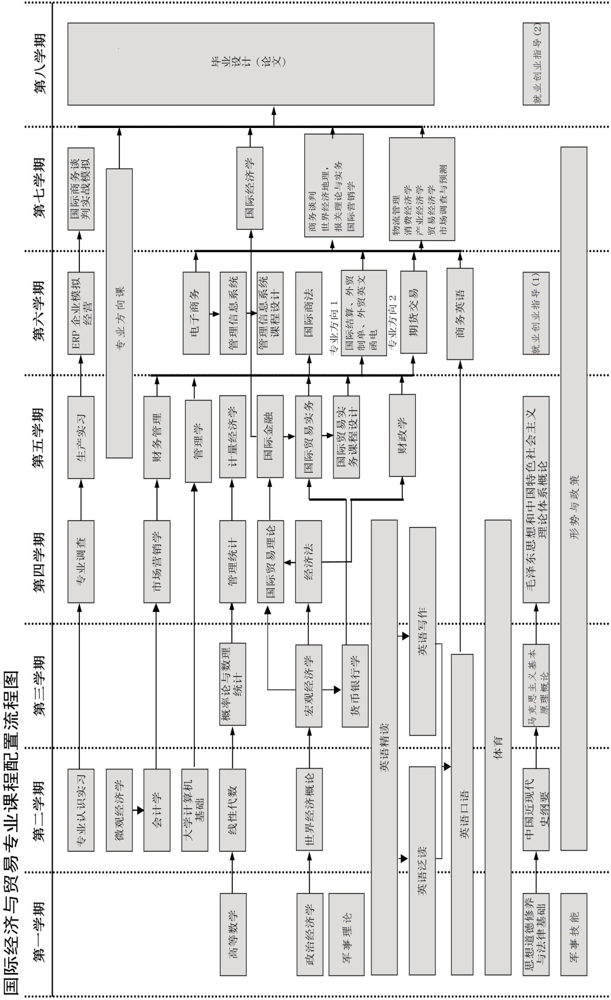 国际经济与贸易专业课程配置流程图
第一学期
第二学期
第三学期
第四学期
第五学期
第六学期
第七学期
第八学期
专业认识实习
专业调查
生产实习
ERP 企业模拟
经营
国际商务谈
判实战模拟
毕业设计（论文）
微观经济学
专业方向课
会计学
市场营销学
财务管理
大学计算机
基础
管理学
电子商务
高等数学
线性代数
概率论与数理
统计
管理统计
计量经济学
管理信息系统
国际贸易理论
国际金融
管理信息系统
课程设计
国际经济学
政治经济学
世界经济概论
宏观经济学
经济法
国际贸易实务
国际商法
军事理论
货币银行学
国际贸易实
务课程设计
专业方向 1
国际结算、外贸
制单、外贸英文
函电
商务谈判
世界经济地理，
报关理论与实务
国际营销学
英语精读
财政学
专业方向 2
期货交易
物流管理
消费经济学
产业经济学
贸易经济学
市场调查与预测
英语泛读
英语写作
英语口语
商务英语
体育
思想道德修养
与法律基础
中国近现代
史纲要
马克思主义基本
原理概论
毛泽东思想和中国特色社会主义
理论体系概论
就业创业指导(1)
就业创业指导(2)
军事技能
形势与政策